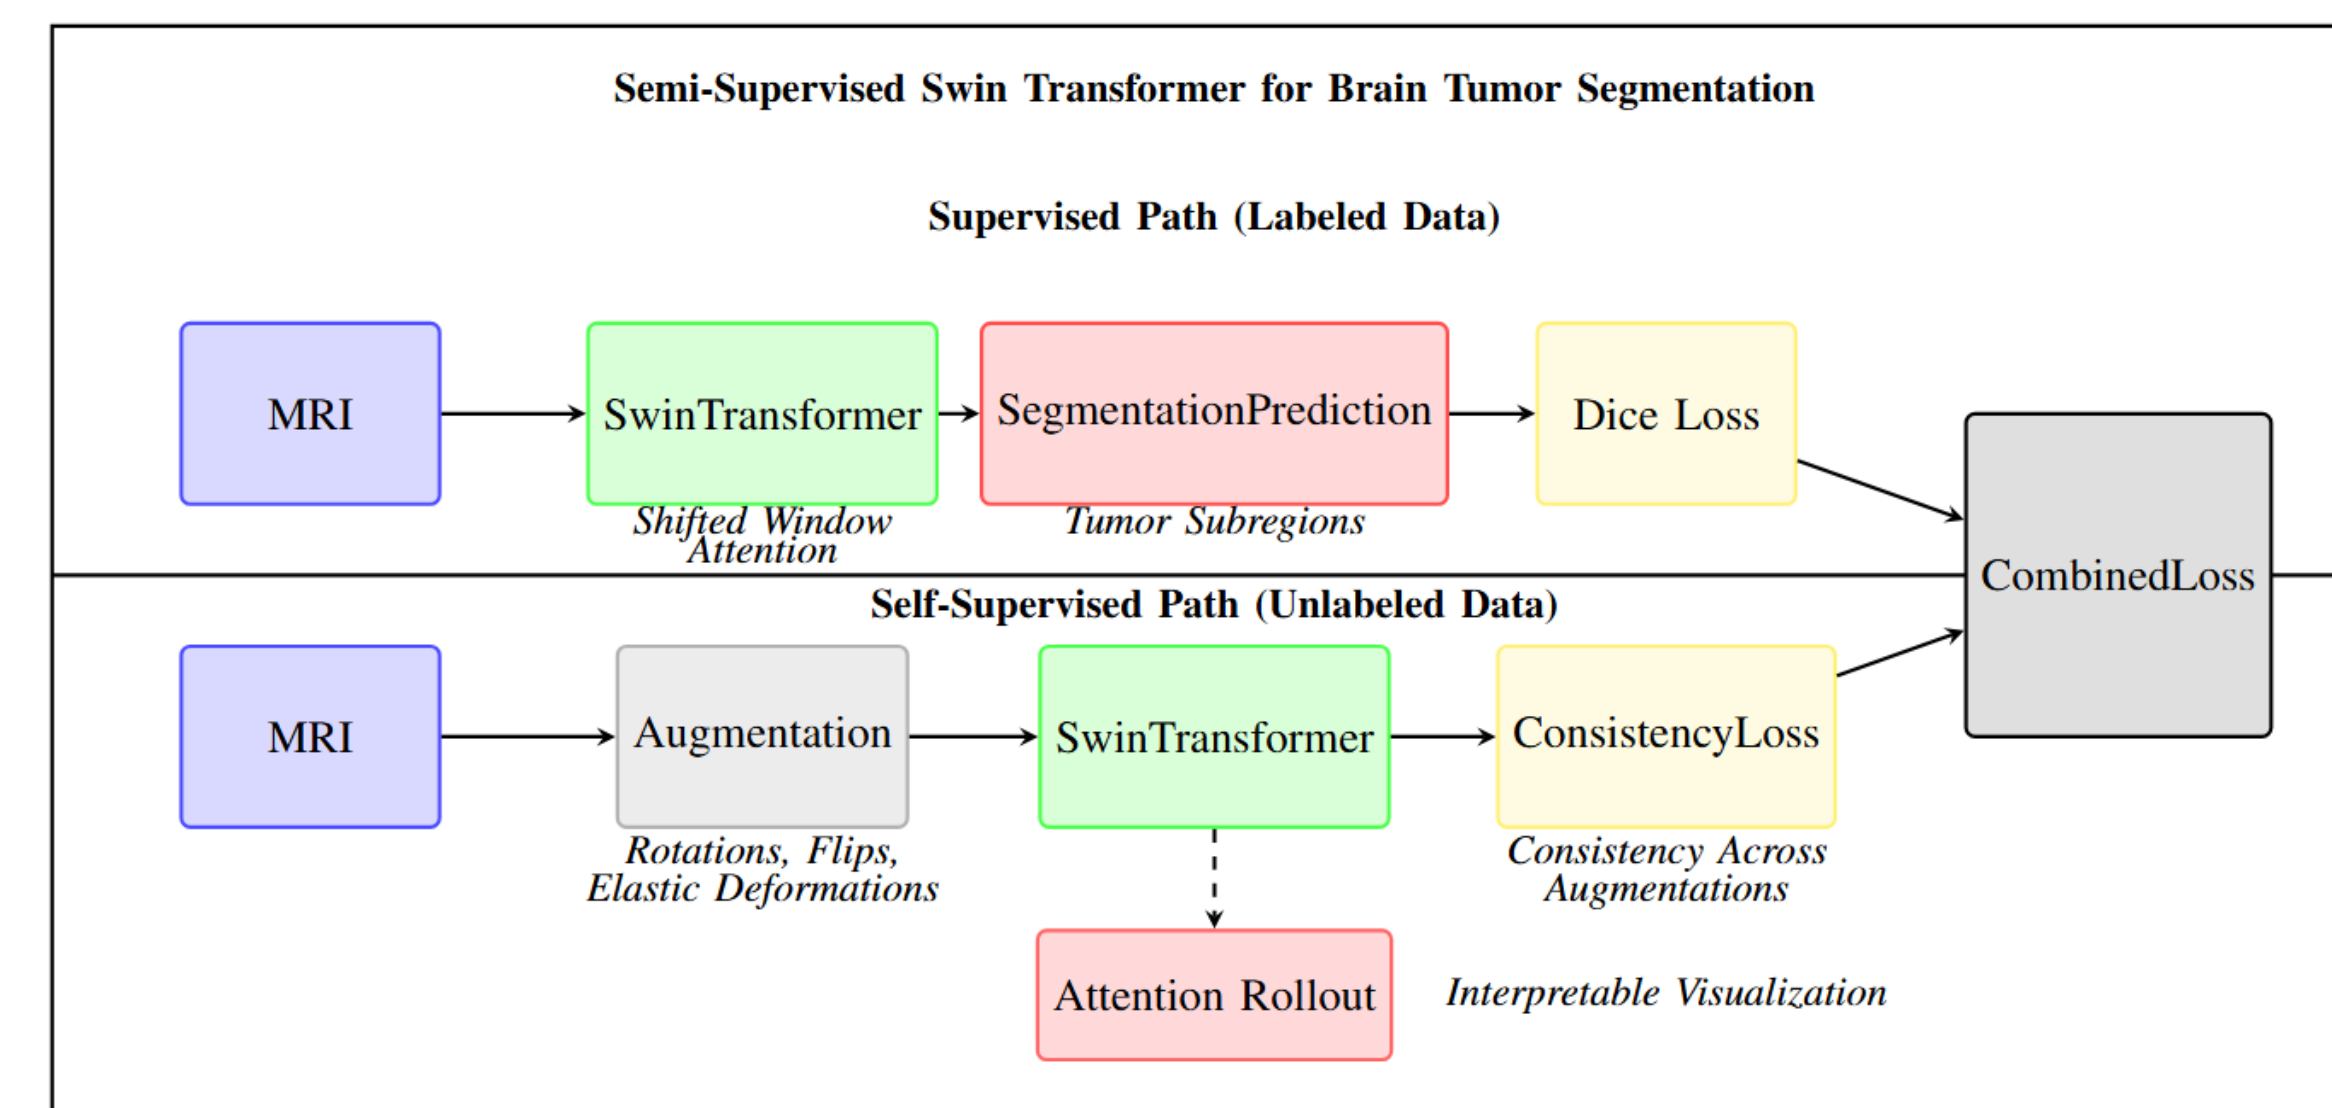 Semi-Supervised Swin Transformer for Brain Tumor Segmentation
Supervised Path (Labeled Data)
MRI
SwinTransformer
SegmentationPrediction
Dice Loss
Shifted Window
Attention
Tumor Subregions
CombinedLoss
Self-Supervised Path (Unlabeled Data)
MRI
Augmentation
SwinTransformer
ConsistencyLoss
Rotations, Flips,
Elastic Deformations
Consistency Across
Augmentations
Attention Rollout
Interpretable Visualization